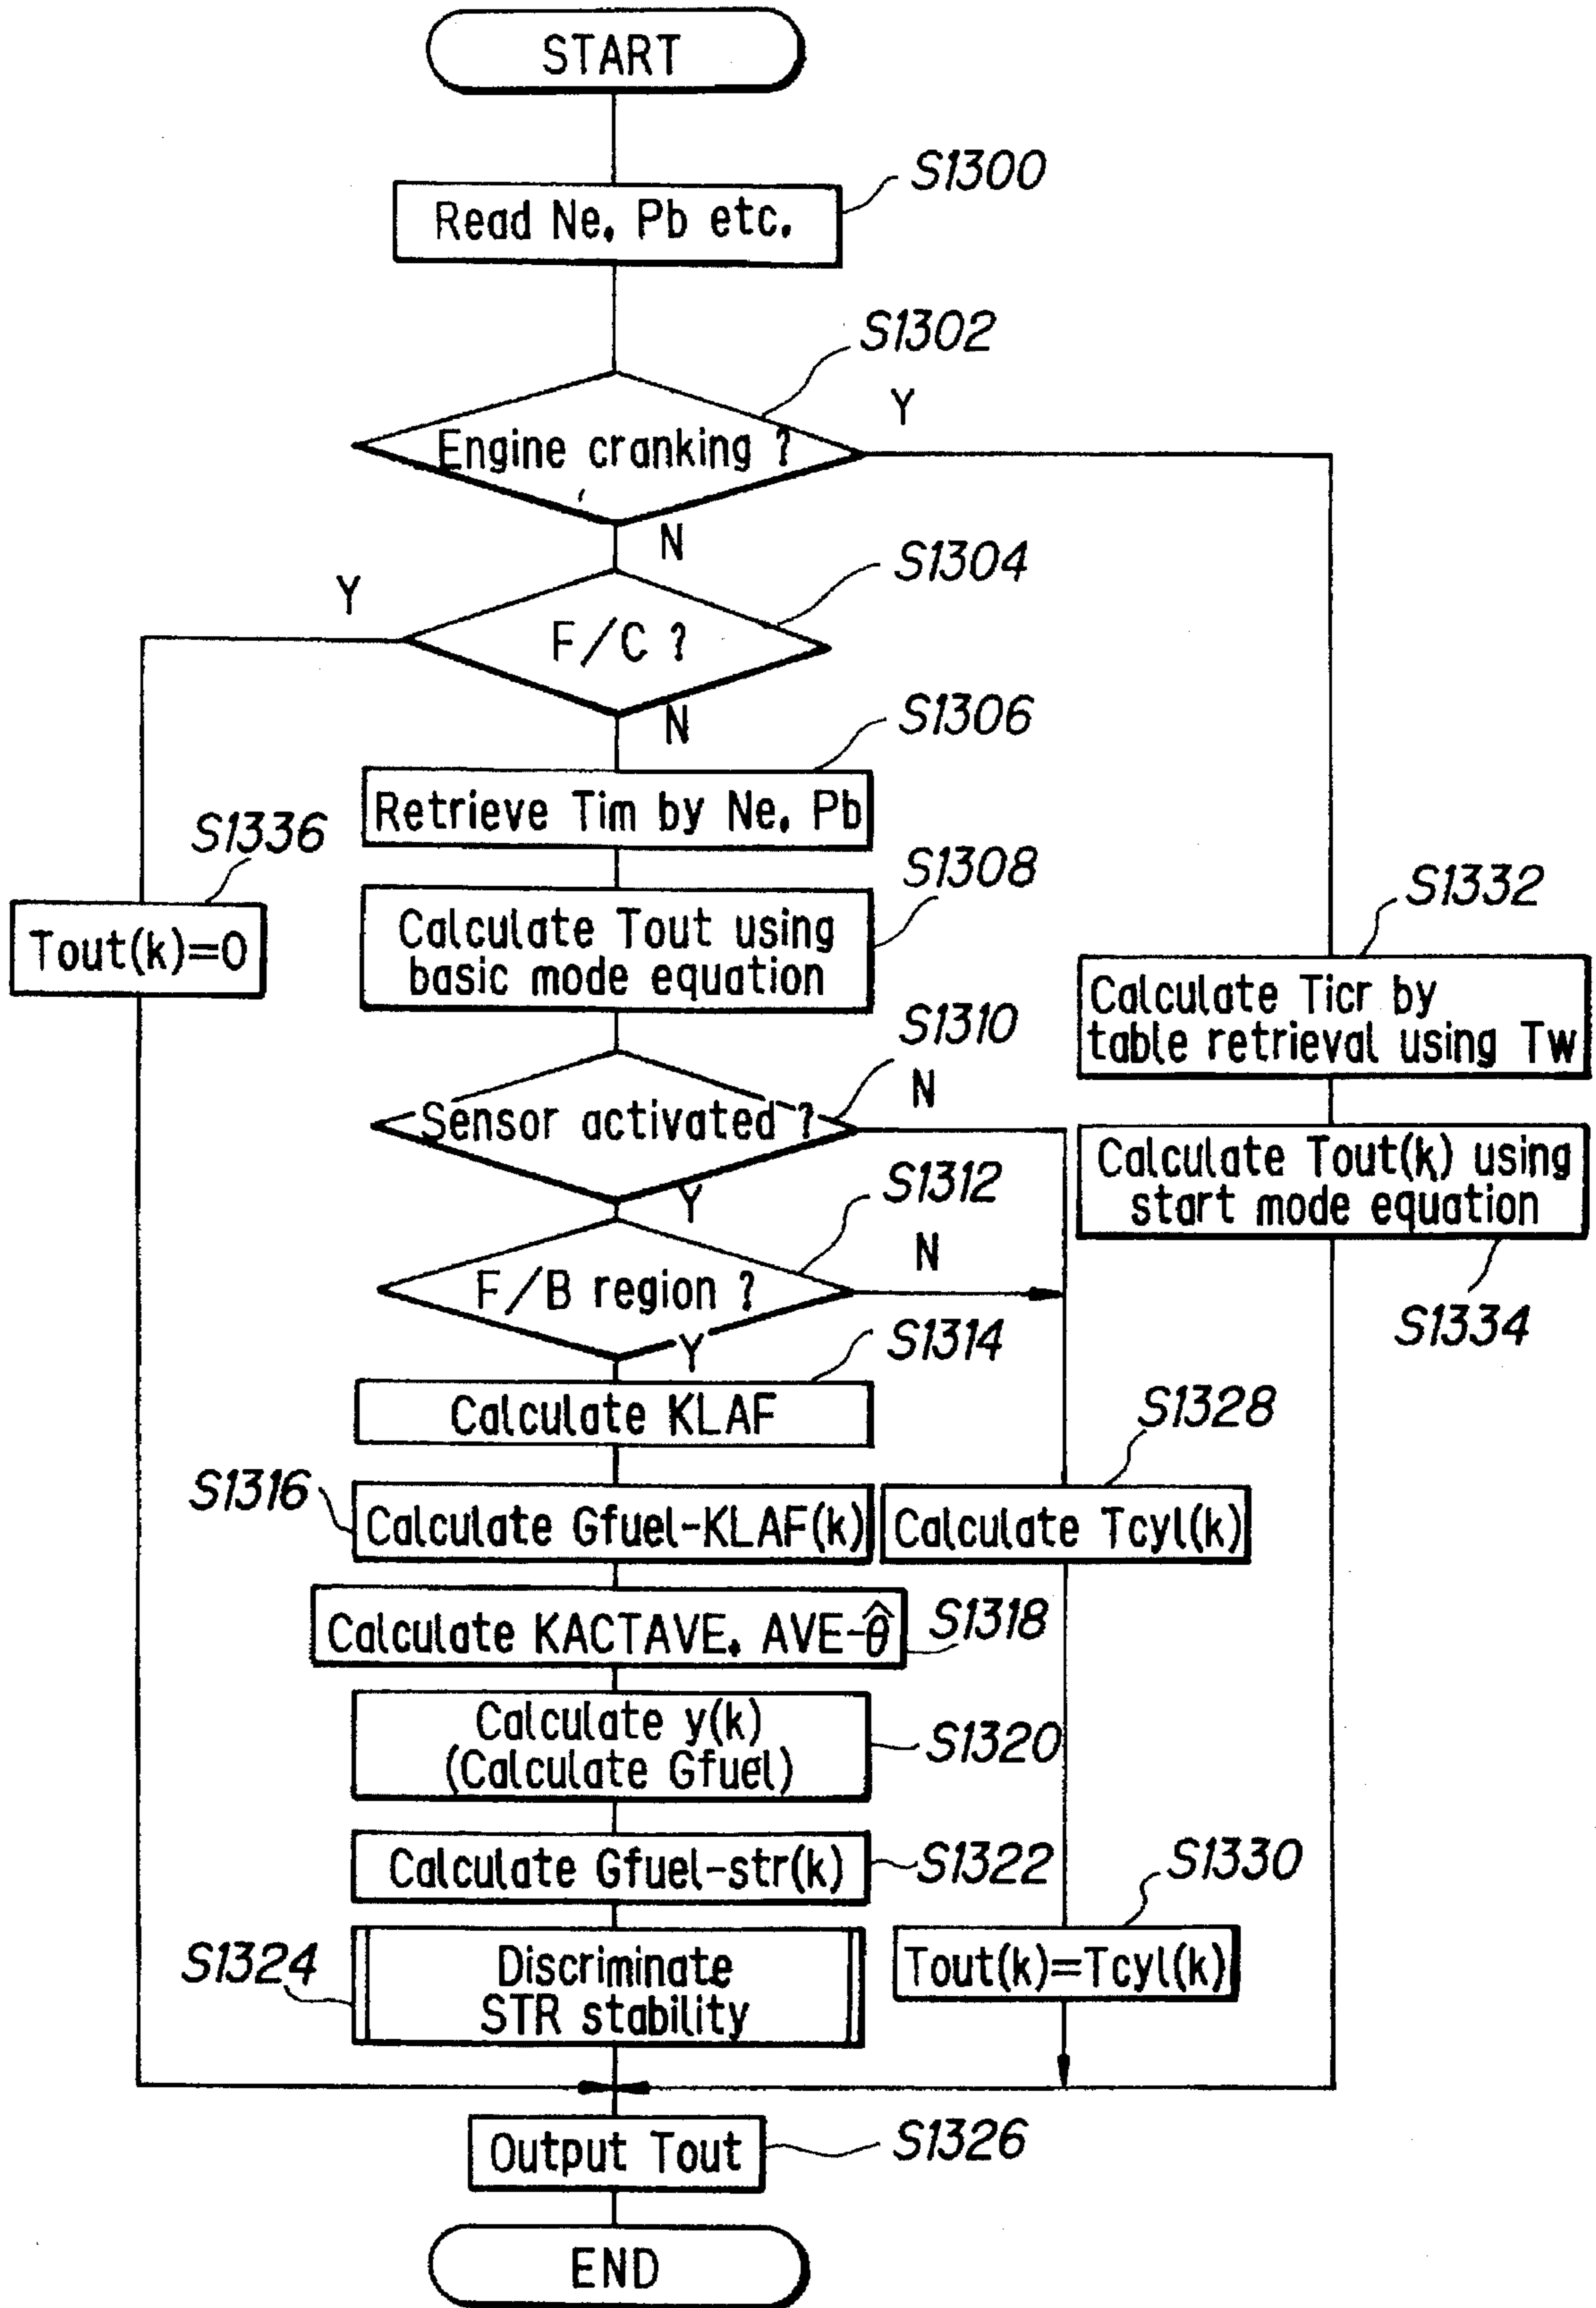 START
S1300
Read Ne. Pb etc.
S1302
Engine cranking ?
Y
N
S1304
Y
F/C ?
N
S1306
Retrieve Tim by Ne. Pb
S1336
Tout(k)=0
S1308
Calculate Tout using
basic mode equation
S1332
Calculate Ticr by
table retrieval using Tw
S1310
Sensor activated ?
N
Y
Calculate Tout(k) using
start mode equation
S1334
S1312
F/B region ?
N
Y
S1314
Calculate KLAF
S1316
Calculate Gfuel-KLAF(k)
S1328
Calculate Tcyl(k)
Calculate KACTAVE. AVE-θ̂
S1318
Calculate y(k)
(Calculate Gfuel)
S1320
Calculate Gfuel-str(k)
S1322
S1330
Tout(k)=Tcyl(k)
S1324
Discriminate
STR stability
Output Tout
S1326
END